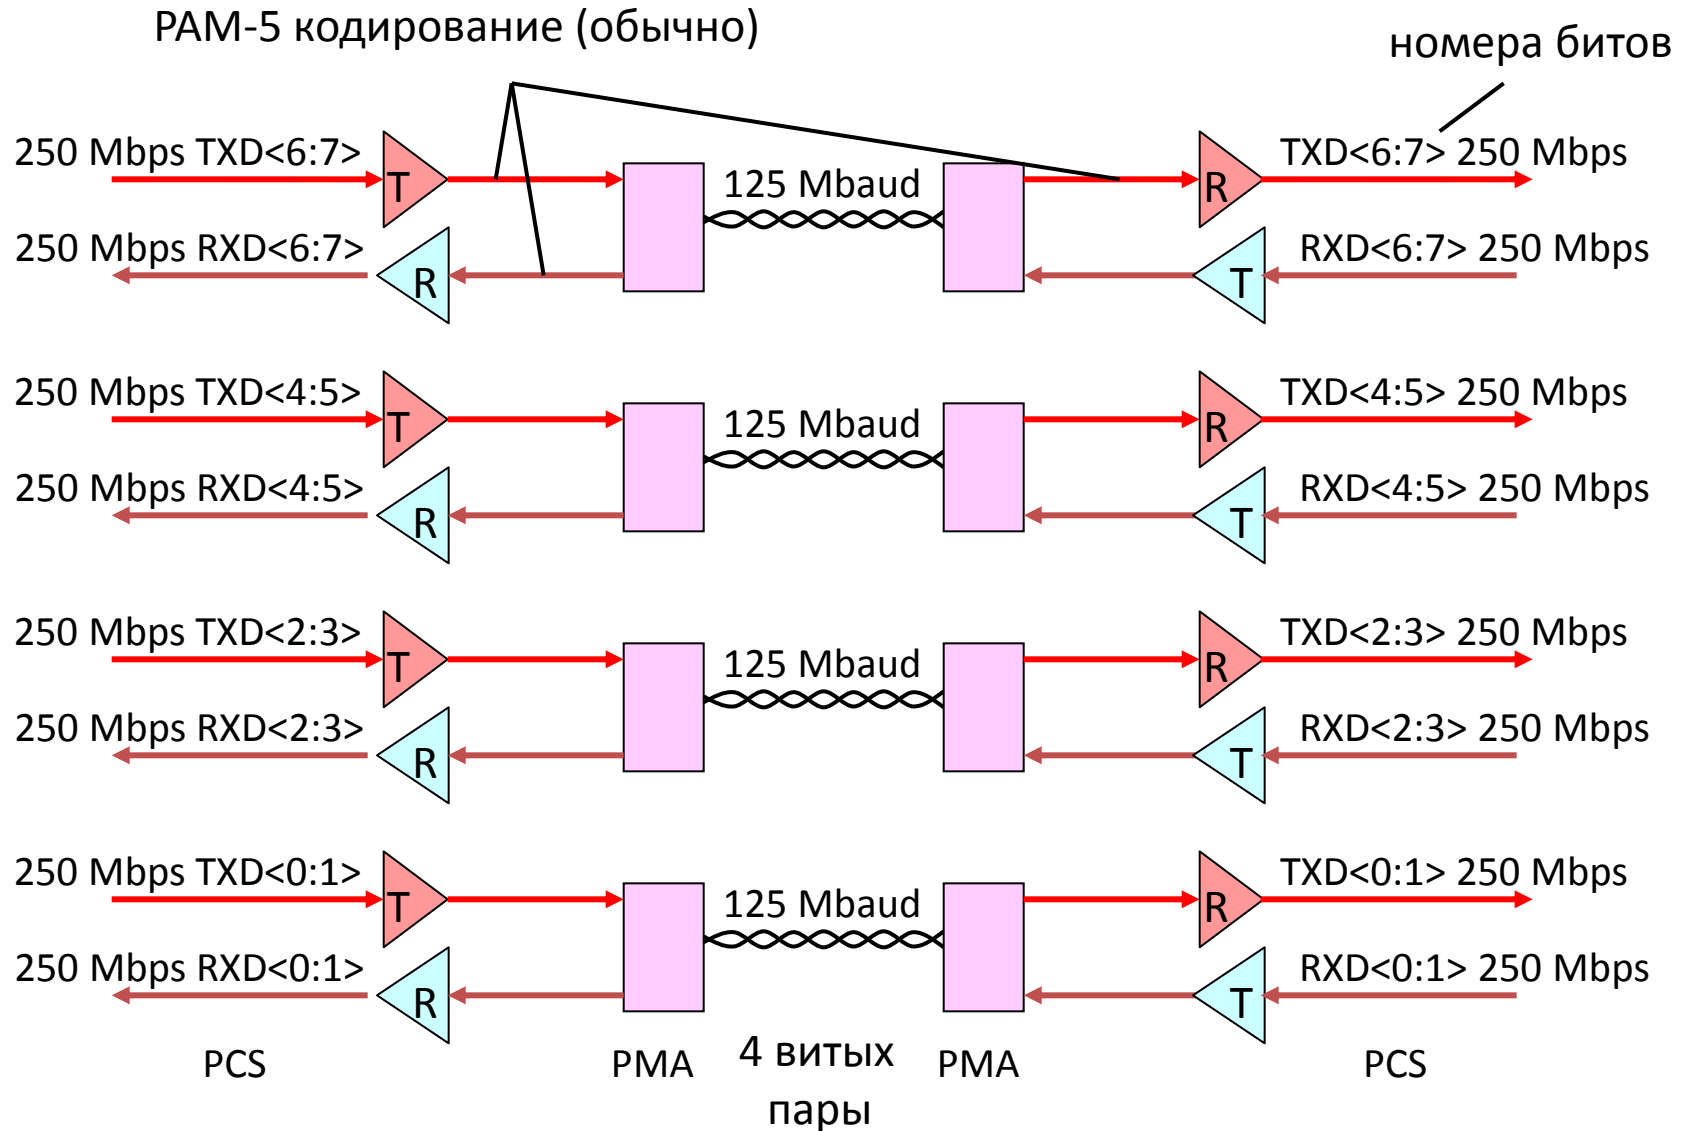 PAM-5 кодирование (обычно)
номера битов
250 Mbps TXD<6:7>
TXD<6:7> 250 Mbps
T
125 Mbaud
R
250 Mbps RXD<6:7>
RXD<6:7> 250 Mbps
R
T
250 Mbps TXD<4:5>
TXD<4:5> 250 Mbps
T
125 Mbaud
R
250 Mbps RXD<4:5>
RXD<4:5> 250 Mbps
R
T
250 Mbps TXD<2:3>
TXD<2:3> 250 Mbps
T
125 Mbaud
R
250 Mbps RXD<2:3>
RXD<2:3> 250 Mbps
R
T
250 Mbps TXD<0:1>
TXD<0:1> 250 Mbps
T
125 Mbaud
R
250 Mbps RXD<0:1>
RXD<0:1> 250 Mbps
R
T
PCS
PMA
4 витых
пары
PMA
PCS